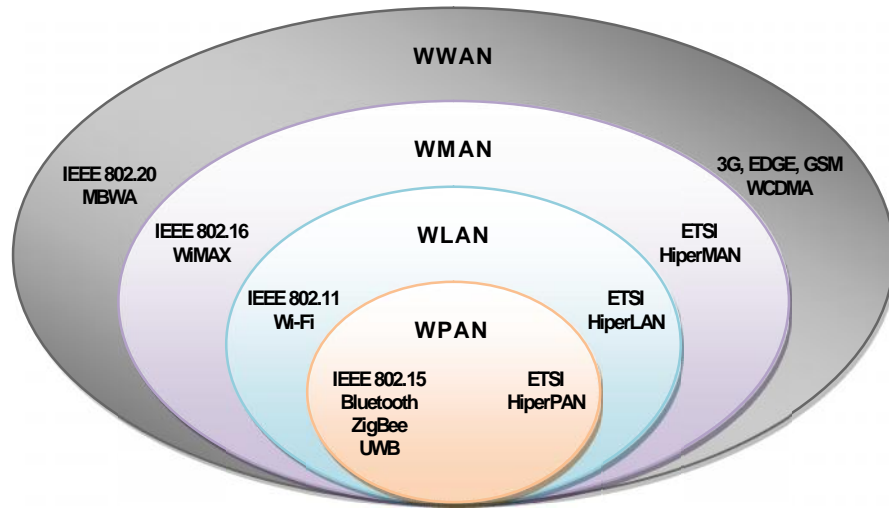 WWAN
IEEE 802.20
MBWA
3G, EDGE, GSM
WCDMA
WMAN
IEEE 802.16
WiMAX
ETSI
HiperMAN
WLAN
IEEE 802.11
Wi-Fi
ETSI
HiperLAN
WPAN
IEEE 802.15
Bluetooth
ZigBee
UWB
ETSI
HiperPAN